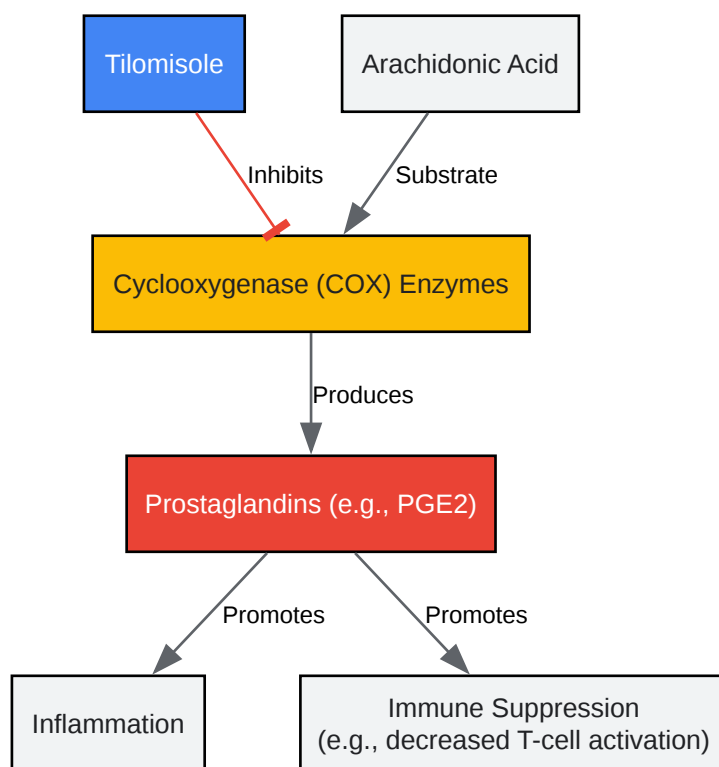 Tilomisole
Arachidonic Acid
Inhibits
Substrate
Cyclooxygenase (COX) Enzymes
Produces
Prostaglandins (e.g., PGE2)
Promotes
Promotes
Inflammation
Immune Suppression
(e.g., decreased T-cell activation)